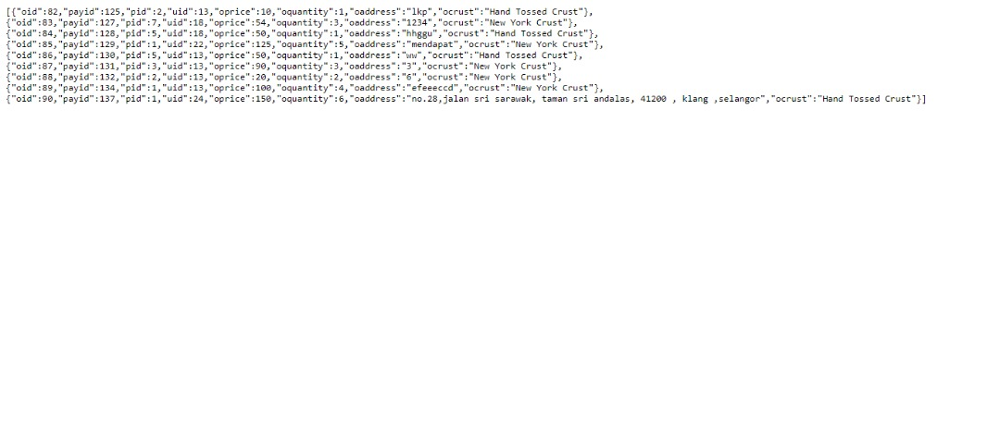 [{"oid":82,"payid":125,"pid":2,"uid":13,"oprice":10,"oquantity":1,"oaddress":"lkp","ocrust":"Hand Tossed Crust"},
{"oid":83,"payid":127,"pid":7,"uid":18,"oprice":54,"oquantity":3,"oaddress":"1234","ocrust":"New York Crust"},
{"oid":84,"payid":128,"pid":5,"uid":18,"oprice":50,"oquantity":1,"oaddress":"hhggu","ocrust":"Hand Tossed Crust"},
{"oid":85,"payid":129,"pid":1,"uid":22,"oprice":125,"oquantity":5,"oaddress":"mendapat","ocrust":"New York Crust"},
{"oid":86,"payid":130,"pid":5,"uid":13,"oprice":50,"oquantity":1,"oaddress":"ww","ocrust":"Hand Tossed Crust"},
{"oid":87,"payid":131,"pid":3,"uid":13,"oprice":90,"oquantity":3,"oaddress":"3","ocrust":"New York Crust"},
{"oid":88,"payid":132,"pid":2,"uid":13,"oprice":20,"oquantity":2,"oaddress":"6","ocrust":"New York Crust"},
{"oid":89,"payid":134,"pid":1,"uid":13,"oprice":100,"oquantity":4,"oaddress":"efeeeccd","ocrust":"New York Crust"},
{"oid":90,"payid":137,"pid":1,"uid":24,"oprice":150,"oquantity":6,"oaddress":"no.28,jalan sri sarawak, taman sri andalas, 41200 , klang ,selangor","ocrust":"Hand Tossed Crust"}]